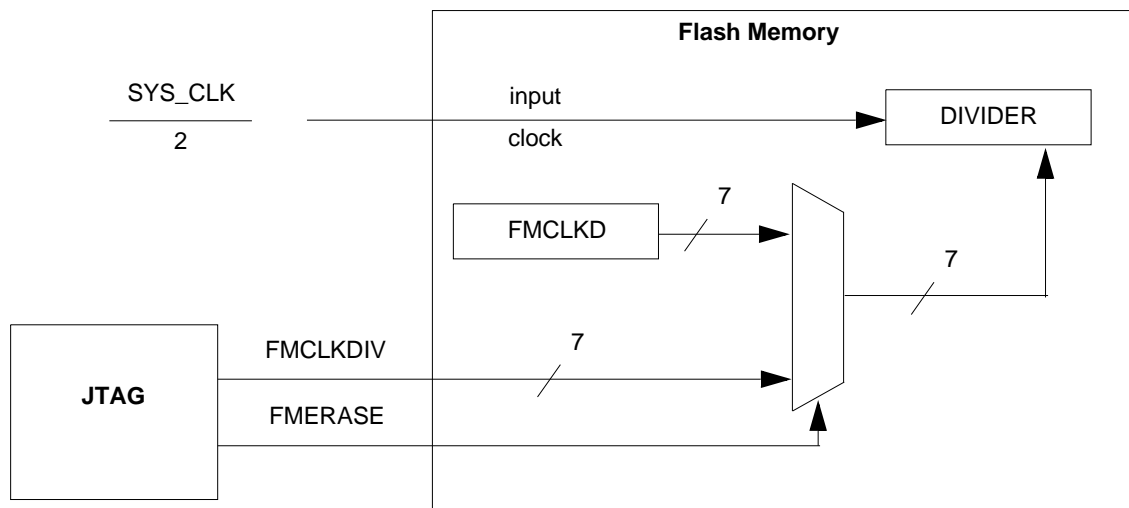 Flash Memory
SYS_CLK
2
input
clock
DIVIDER
7
FMCLKD
7
FMCLKDIV
7
JTAG
FMERASE